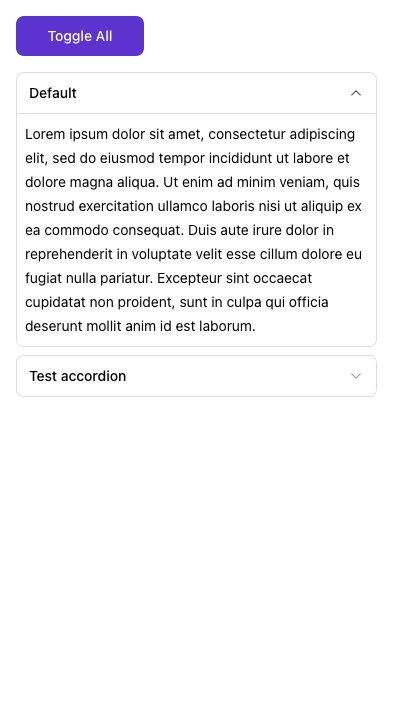 Toggle All
Default
Lorem ipsum dolor sit amet, consectetur adipiscing
elit, sed do eiusmod tempor incididunt ut labore et
dolore magna aliqua. Ut enim ad minim veniam, quis
nostrud exercitation ullamco laboris nisi ut aliquip ex
ea commodo consequat. Duis aute irure dolor in
reprehenderit in voluptate velit esse cillum dolore eu
fugiat nulla pariatur. Excepteur sint occaecat
cupidatat non proident, sunt in culpa qui officia
deserunt mollit anim id est laborum.
Test accordion